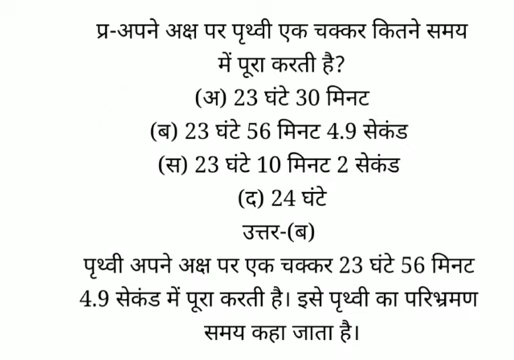 प्र-अपने अक्ष पर पृथ्वी एक चक्कर कितने समय
में पूरा करती है?
(अ) 23 घंटे 30 मिनट
(ब) 23 घंटे 56 मिनट 4.9 सेकंड
(स) 23 घंटे 10 मिनट 2 सेकंड
(द) 24 घंटे
उत्तर-(ब)
पृथ्वी अपने अक्ष पर एक चक्कर 23 घंटे 56 मिनट
4.9 सेकंड में पूरा करती है। इसे पृथ्वी का परिभ्रमण
समय कहा जाता है।